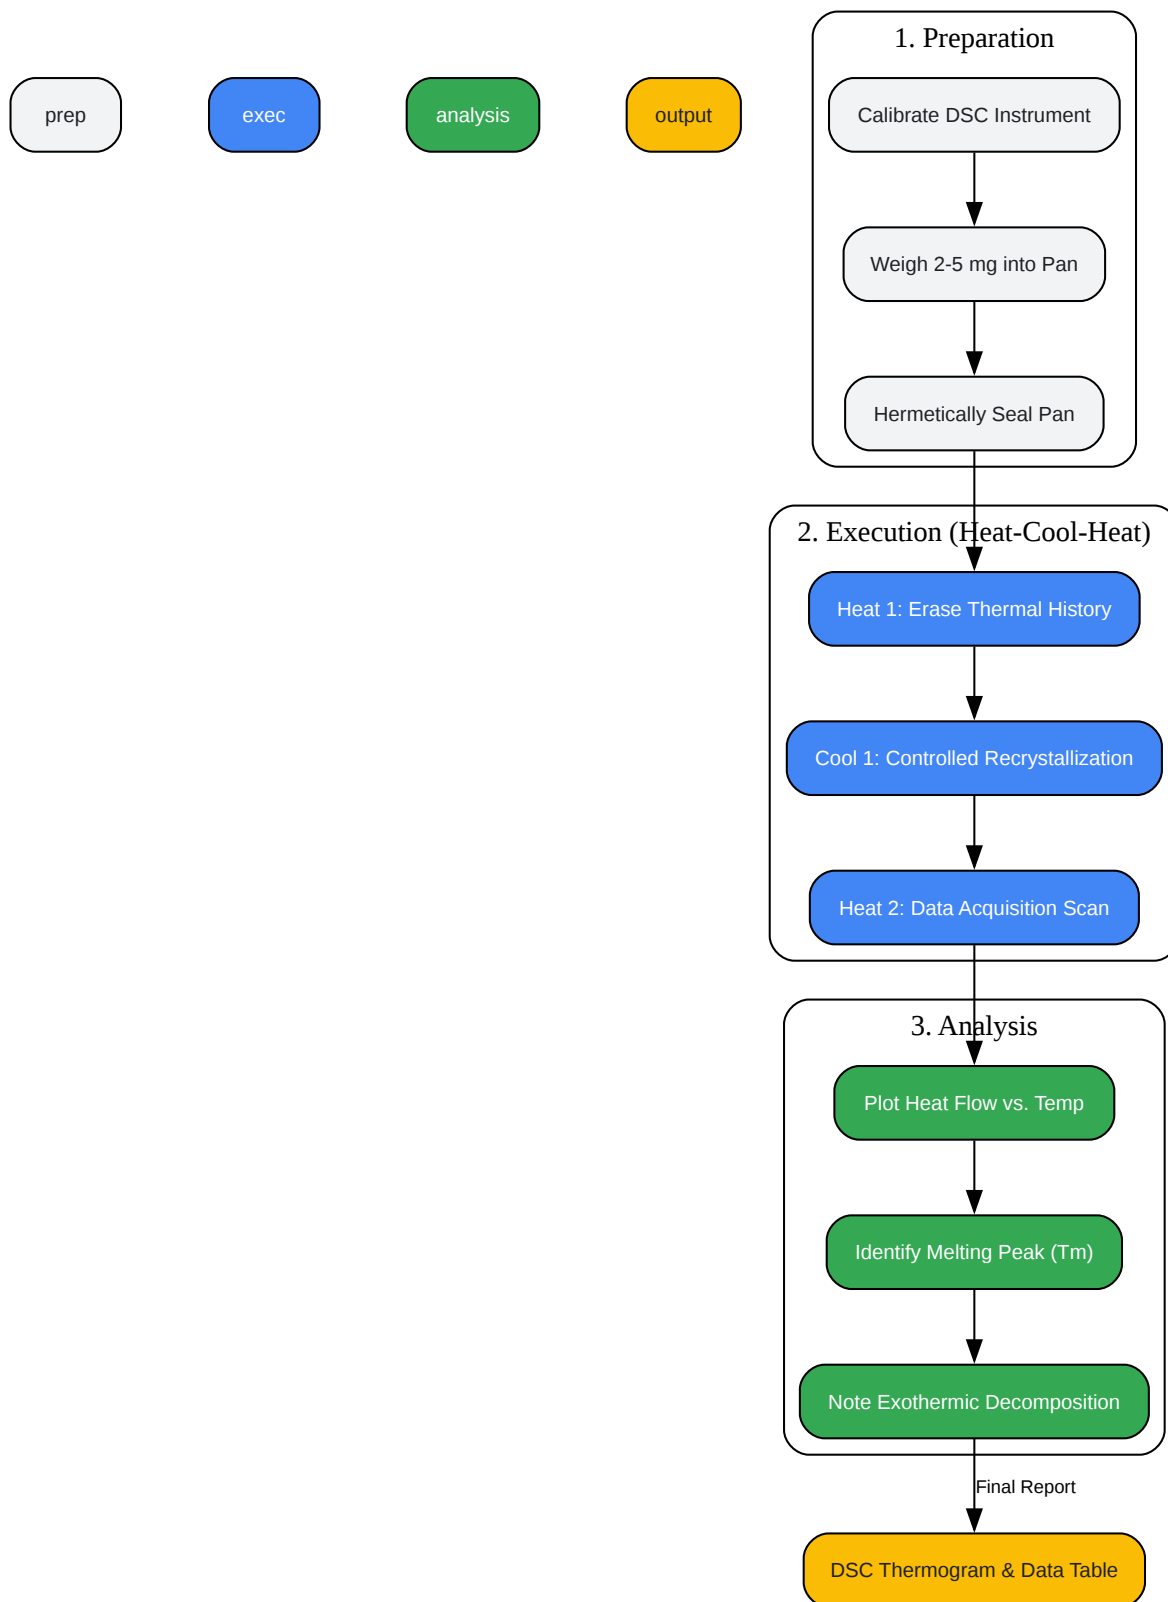 1. Preparation
prep
exec
analysis
output
Calibrate DSC Instrument
Weigh 2-5 mg into Pan
Hermetically Seal Pan
2. Execution (Heat-Cool-Heat)
Heat 1: Erase Thermal History
Cool 1: Controlled Recrystallization
Heat 2: Data Acquisition Scan
3. Analysis
Plot Heat Flow vs. Temp
Identify Melting Peak (Tm)
Note Exothermic Decomposition
Final Report
DSC Thermogram & Data Table